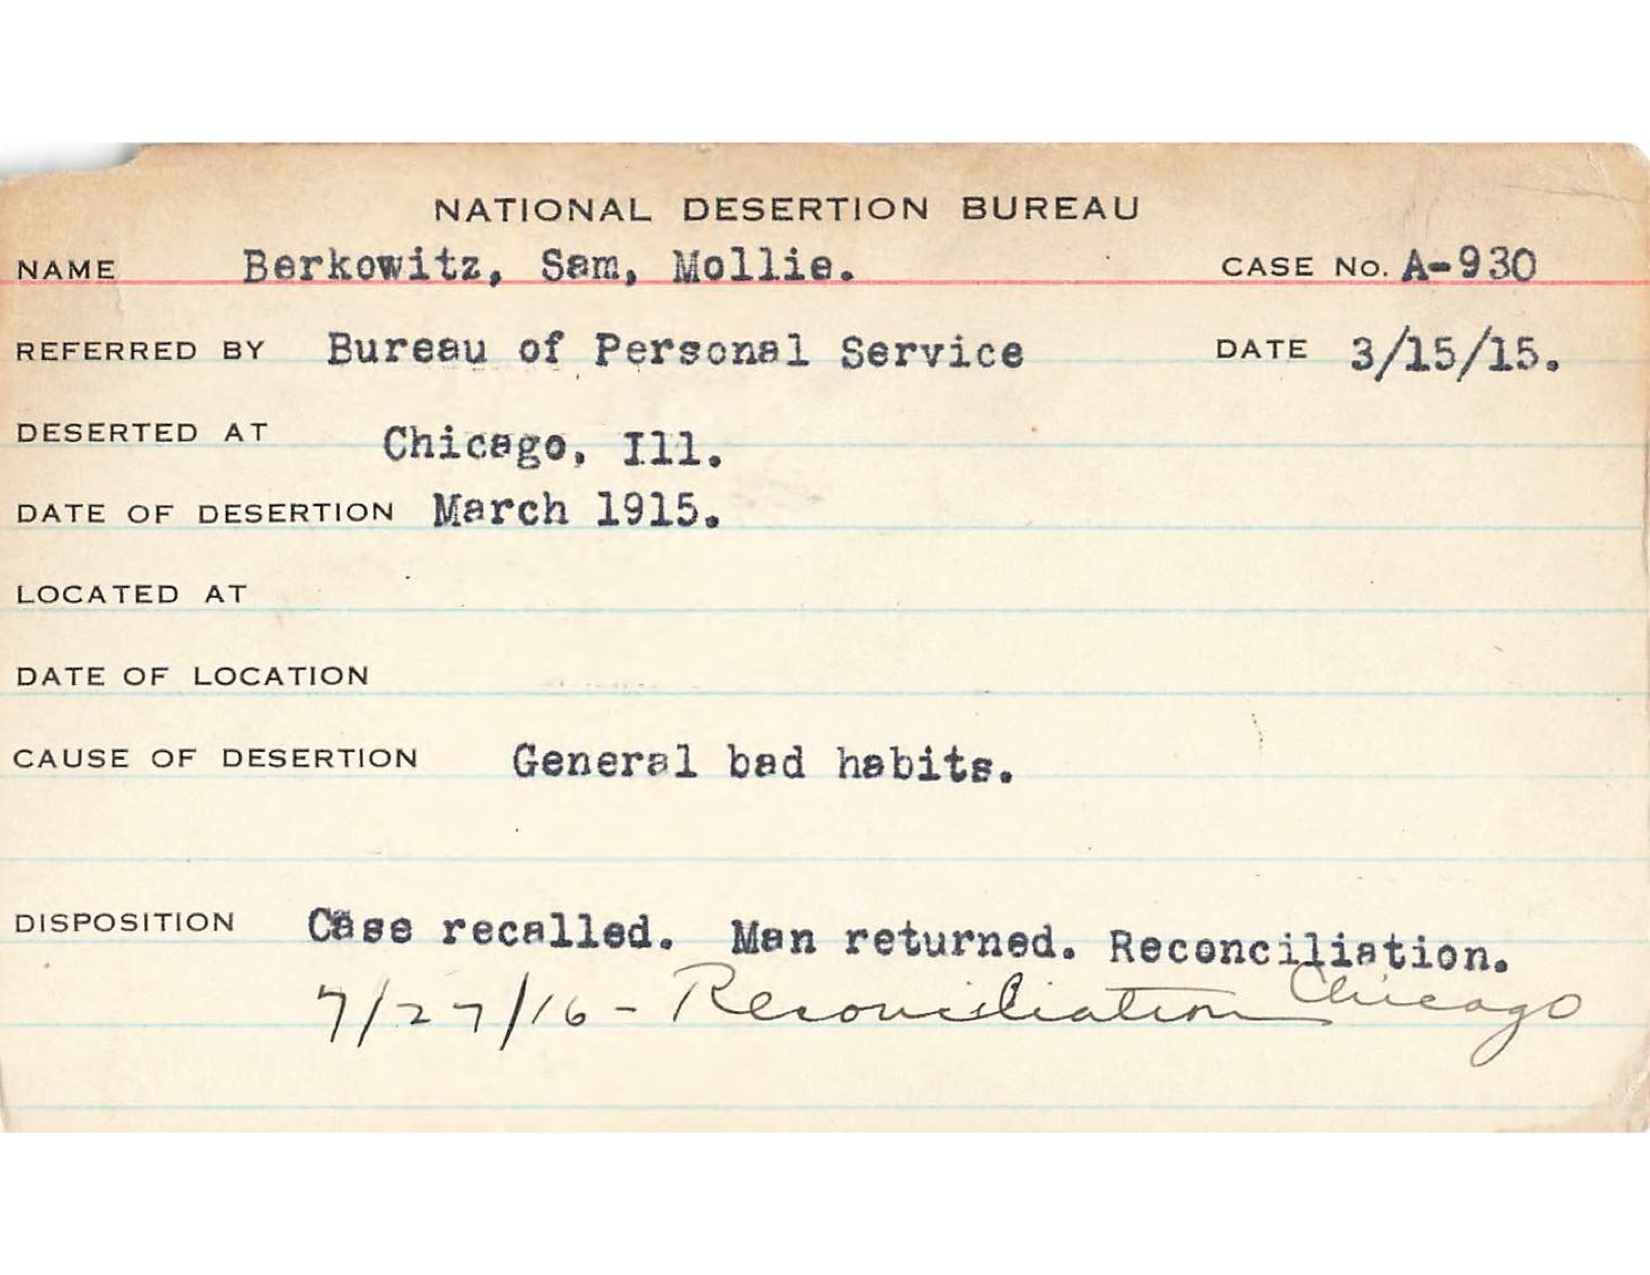 NATIONAL DESERTION BUREAU
NAME Berkowitz, Sam, Mollie. CASE No. A-930
REFERRED BY Bureau of Personal Service DATE 3/15/15.
DESERTED AT Chicago, Ill.
DATE OF DESERTION March 1915.
LOCATED AT
DATE OF LOCATION
CAUSE OF DESERTION General bad habits.
DISPOSITION Case recalled. Man returned. Reconciliation.
7/27/16 - Reconciliation Chicago